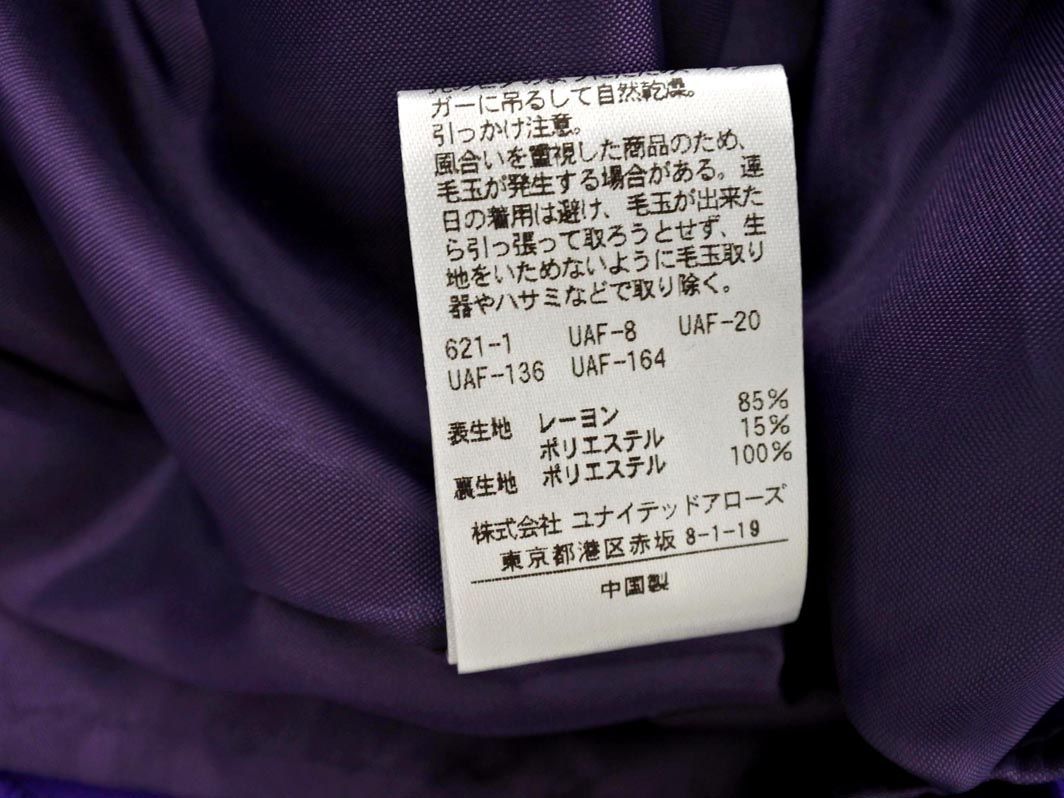 ガーに吊るして自然乾燥。
引っかけ注意。
風合いを重視した商品のため、
毛玉が発生する場合がある。連
日の着用は避け、毛玉が出来た
ら引っ張って取ろうとせず、生
地をいためないように毛玉取り
器やハサミなどで取り除く。
621-1 UAF-8 UAF-20
UAF-136 UAF-164
表生地 レーヨン 85%
ポリエステル 15%
裏生地 ポリエステル 100%
株式会社 ユナイテッドアローズ
東京都港区赤坂 8-1-19
中国製